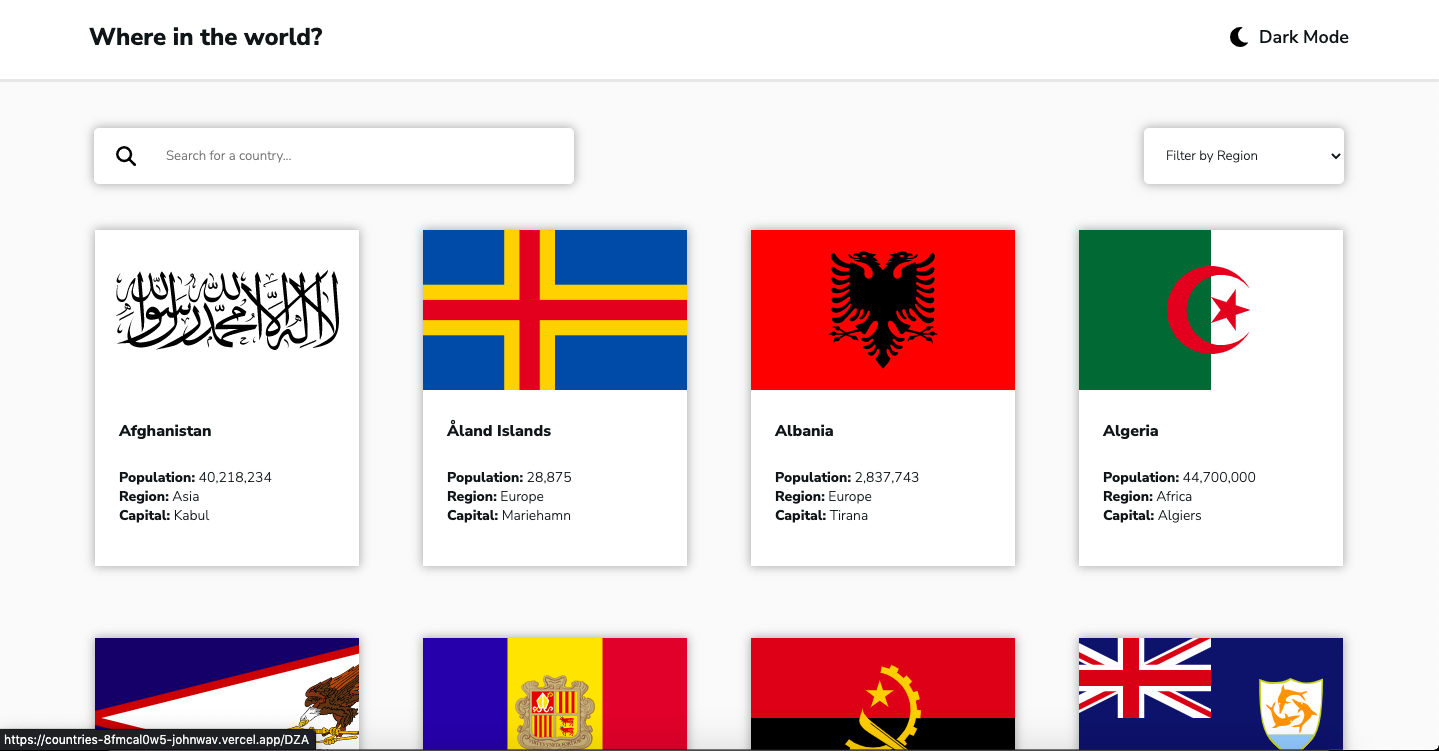 Where in the world?
Dark Mode
Search for a country...
Filter by Region
لا إله إلا الله محمد رسول الله
Afghanistan
Population: 40,218,234
Region: Asia
Capital: Kabul
Åland Islands
Population: 28,875
Region: Europe
Capital: Mariehamn
Albania
Population: 2,837,743
Region: Europe
Capital: Tirana
Algeria
Population: 44,700,000
Region: Africa
Capital: Algiers
https://countries-8fmcal0w5-johnwav.vercel.app/DZA